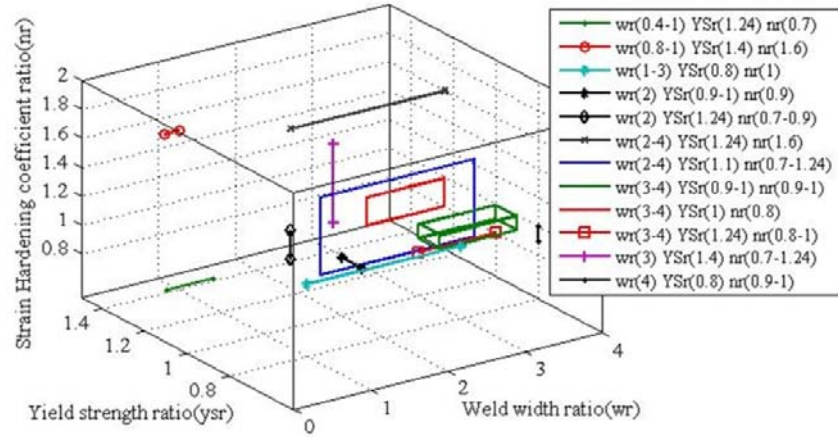 Strain Hardening coefficient ratio(nr)
2
1.8
1.6
1.4
1.2
1
0.8
1.4
1.2
1
0.8
Yield strength ratio(ysr)
0
1
2
3
4
Weld width ratio(wr)
wr(0.4-1) YSr(1.24) nr(0.7)
wr(0.8-1) YSr(1.4) nr(1.6)
wr(1-3) YSr(0.8) nr(1)
wr(2) YSr(0.9-1) nr(0.9)
wr(2) YSr(1.24) nr(0.7-0.9)
wr(2-4) YSr(1.24) nr(1.6)
wr(2-4) YSr(1.1) nr(0.7-1.24)
wr(3-4) YSr(0.9-1) nr(0.9-1)
wr(3-4) YSr(1) nr(0.8)
wr(3-4) YSr(1.24) nr(0.8-1)
wr(3) YSr(1.4) nr(0.7-1.24)
wr(4) YSr(0.8) nr(0.9-1)